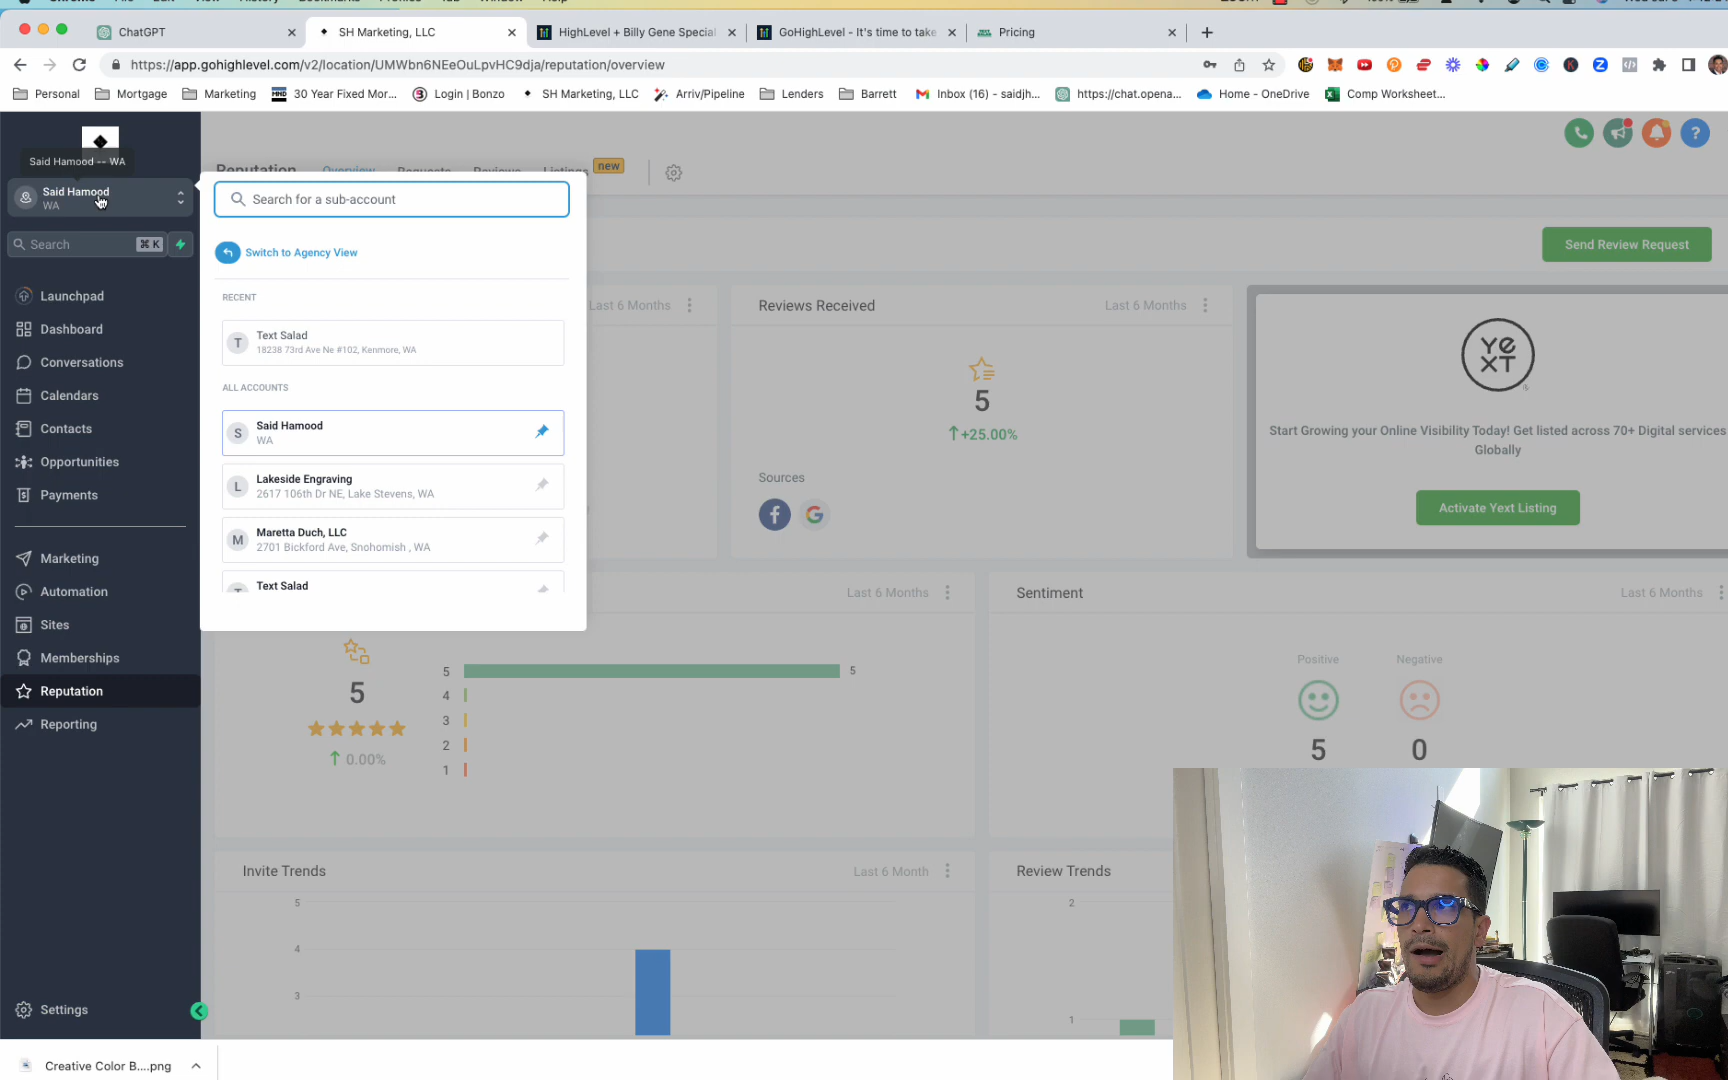 ChatGPT
SH Marketing, LLC
HighLevel + Billy Gene Special
GoHighLevel - It's time to take
Pricing
https://app.gohighlevel.com/v2/location/UMWbn6NEeOuLpvHC9dja/reputation/overview
Personal
Mortgage
Marketing
30 Year Fixed Mor...
Login | Bonzo
SH Marketing, LLC
Arriv/Pipeline
Lenders
Barrett
Inbox (16) - saidjh...
https://chat.opena...
Home - OneDrive
Comp Worksheet...
Said Hamood -- WA
Said Hamood
WA
Search
⌘ K
Launchpad
Dashboard
Conversations
Calendars
Contacts
Opportunities
Payments
Marketing
Automation
Sites
Memberships
Reputation
Reporting
Settings
Reputation
Overview
Requests
Reviews
Listings
new
Search for a sub-account
Switch to Agency View
RECENT
T
Text Salad
18238 73rd Ave Ne #102, Kenmore, WA
ALL ACCOUNTS
S
Said Hamood
WA
L
Lakeside Engraving
2617 106th Dr NE, Lake Stevens, WA
M
Maretta Duch, LLC
2701 Bickford Ave, Snohomish , WA
Text Salad
Send Review Request
Last 6 Months
Reviews Received
Last 6 Months
5
+25.00%
Sources
Yext
Start Growing your Online Visibility Today! Get listed across 70+ Digital services
Globally
Activate Yext Listing
Last 6 Months
5
0.00%
5
5
4
3
2
1
Sentiment
Last 6 Months
Positive
Negative
5
0
Invite Trends
Last 6 Month
5
4
3
Review Trends
2
1
Creative Color B....png